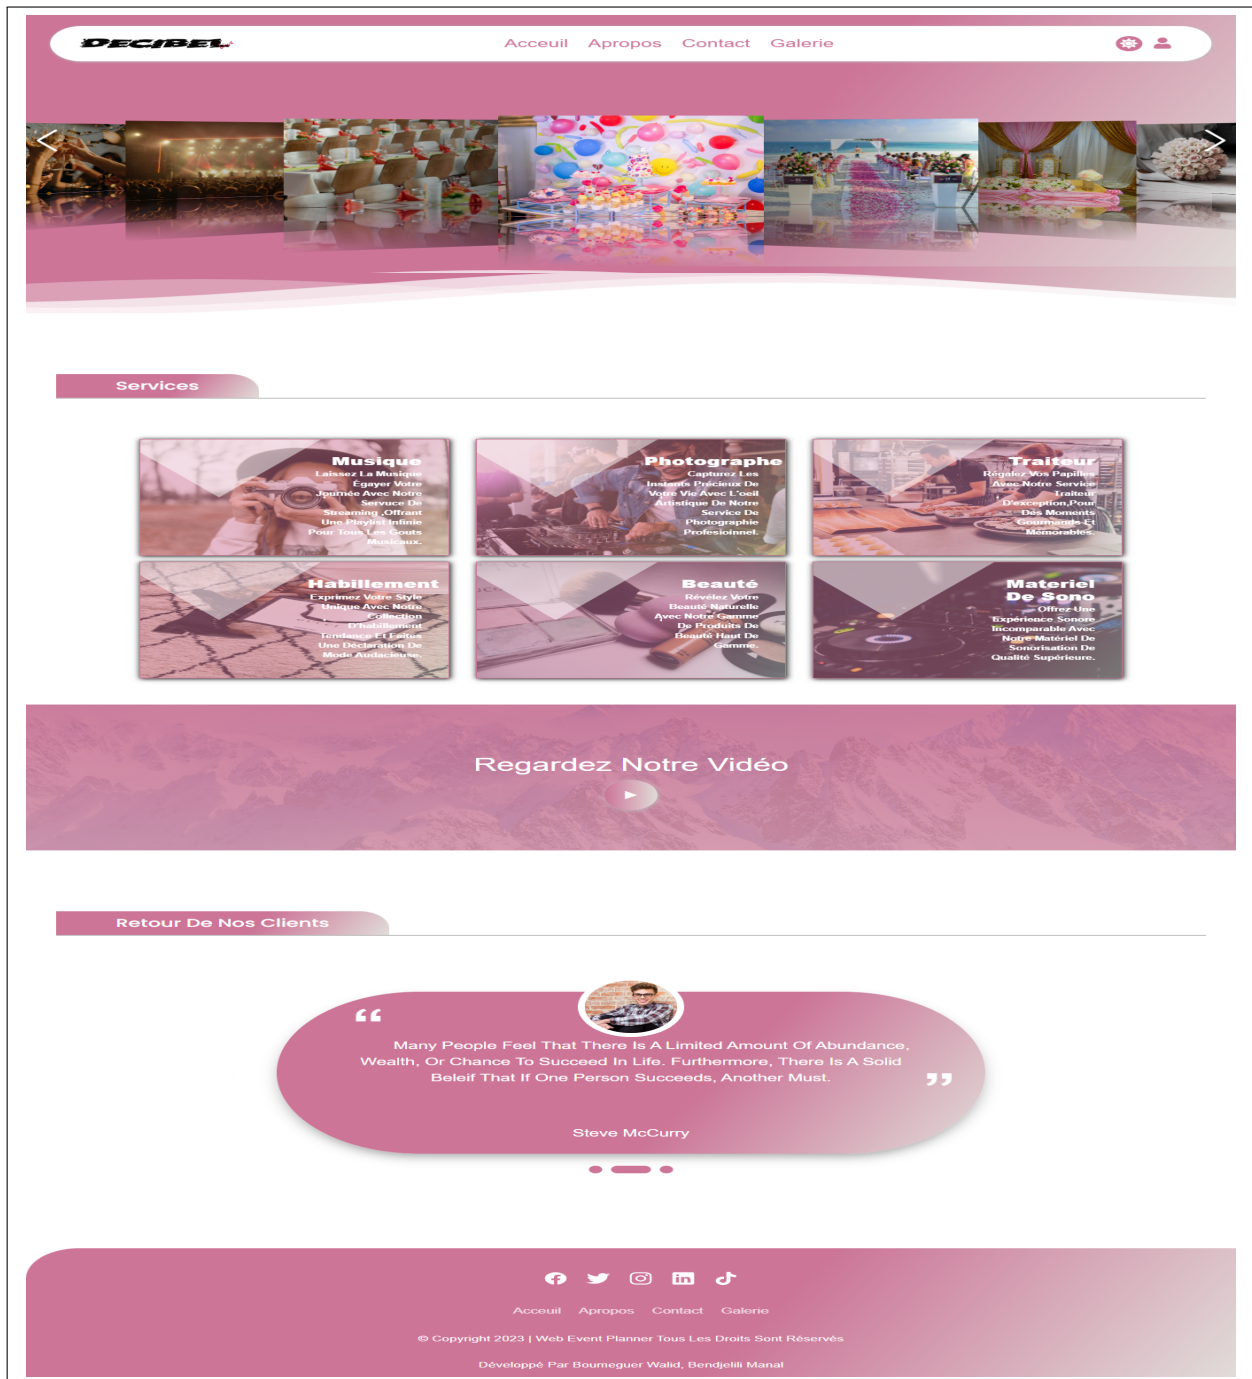 DECIBEL
Acceuil Apropos Contact Galerie
Services
Musique
Laissez La Musique
Égayer Votre
Journée Avec Notre
Servuce De
Streaming ,Offrant
Une Playlist Infinie
Pour Tous Les Gouts
Musicaux.
Photographe
Capturez Les
Instants Précieux De
Votre Vie Avec L'oeil
Artistique De Notre
Service De
Photographie
Profesioinnel.
Traiteur
Régalez Vos Papilles
Avec Notre Service
Traiteur
D'exception,Pour
Des Moments
Gourmands Et
Mémorables.
Habillement
Exprimez Votre Style
Unique Avec Notre
Collection
D'habillement
Tendance Et Faites
Une Déclaration De
Mode Audacieuse.
Beauté
Révélez Votre
Beauté Naturelle
Avec Notre Gamme
De Produits De
Beauté Haut De
Gamme.
Materiel
De Sono
Offrez Une
Expérience Sonore
Incomparable Avec
Notre Matériel De
Sonorisation De
Qualité Supérieure.
Regardez Notre Vidéo
Retour De Nos Clients
“
Many People Feel That There Is A Limited Amount Of Abundance,
Wealth, Or Chance To Succeed In Life. Furthermore, There Is A Solid
Beleif That If One Person Succeeds, Another Must.
”
Steve McCurry
Acceuil Apropos Contact Galerie
© Copyright 2023 | Web Event Planner Tous Les Droits Sont Réservés
Développé Par Boumeguer Walid, Bendjelili Manal